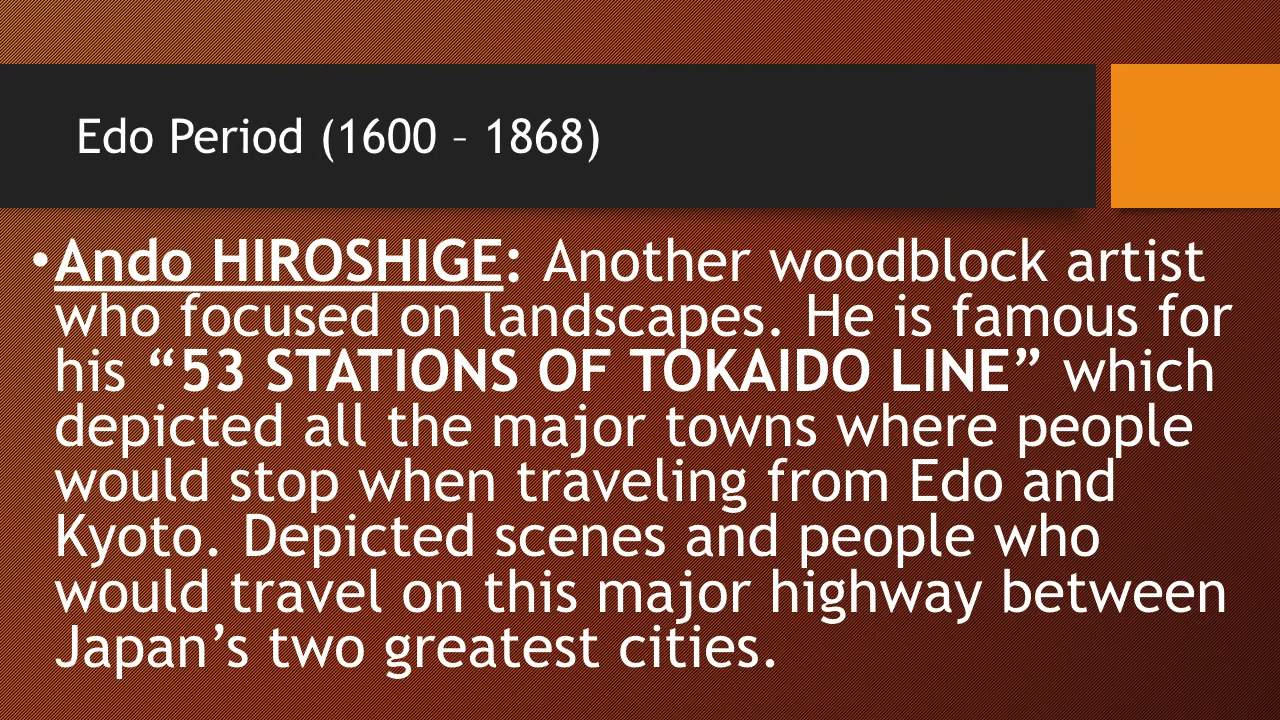 Edo Period (1600 – 1868)
•Ando HIROSHIGE: Another woodblock artist
who focused on landscapes. He is famous for
his “53 STATIONS OF TOKAIDO LINE” which
depicted all the major towns where people
would stop when traveling from Edo and
Kyoto. Depicted scenes and people who
would travel on this major highway between
Japan’s two greatest cities.